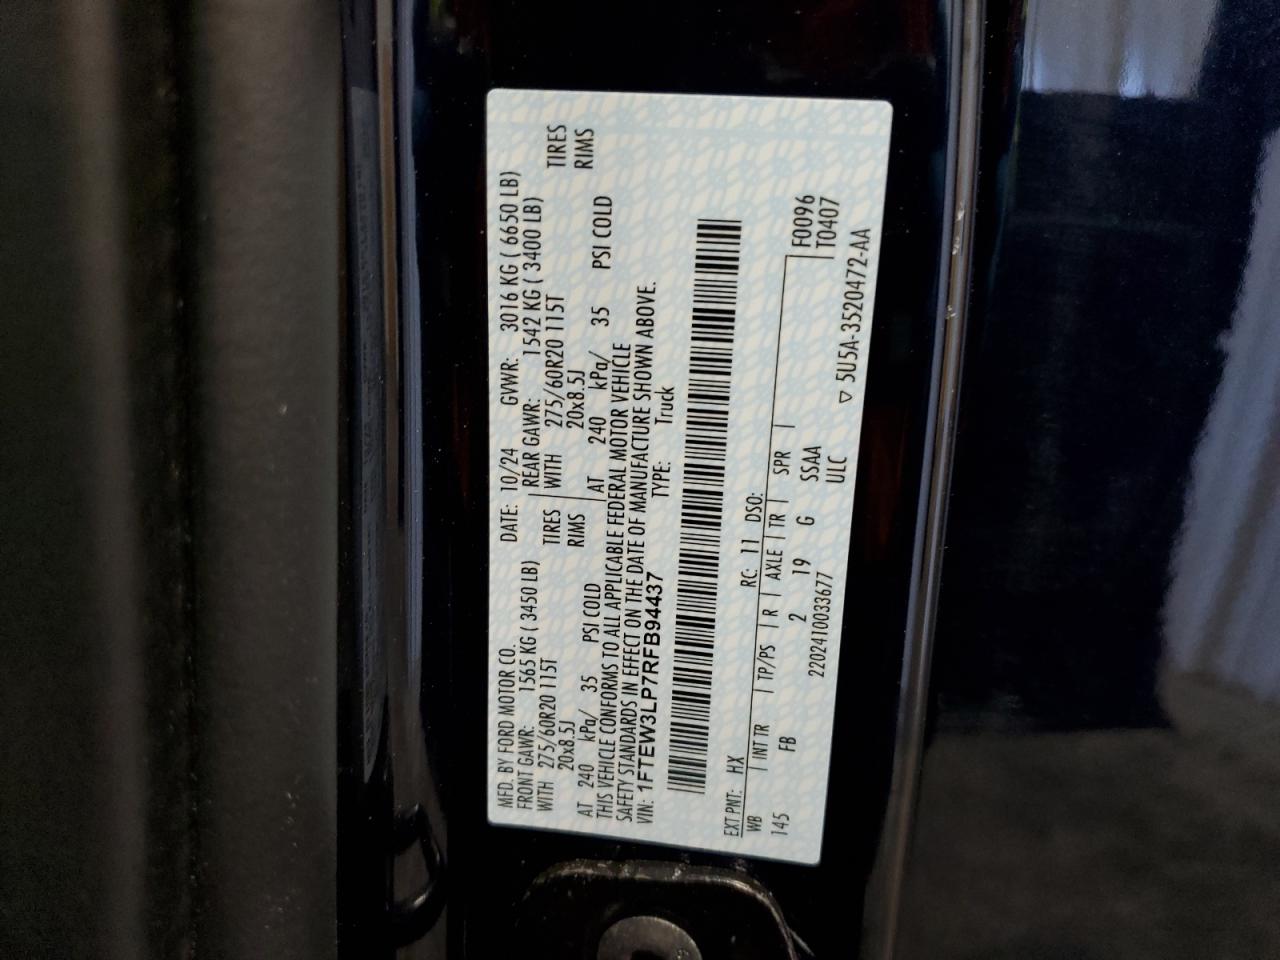 MFD. BY FORD MOTOR CO. DATE: 10/24 GVWR: 3016 KG ( 6650 LB)
FRONT GAWR: 1565 KG ( 3450 LB) REAR GAWR: 1542 KG ( 3400 LB)
WITH 275/60R20 115T TIRES WITH 275/60R20 115T TIRES
20x8.5J RIMS 20x8.5J RIMS
AT 240 kPa/ 35 PSI COLD AT 240 kPa/ 35 PSI COLD
THIS VEHICLE CONFORMS TO ALL APPLICABLE FEDERAL MOTOR VEHICLE
SAFETY STANDARDS IN EFFECT ON THE DATE OF MANUFACTURE SHOWN ABOVE.
VIN: 1FTEW3LP7RFB94437 TYPE: Truck
EXT PNT: HX RC: 11 DSO:
WB | INT TR | TP/PS | R | AXLE | TR | SPR | F0096
145 FB 2 19 G SSAA T0407
2202410033677 ULC
▽ 5U5A-3520472-AA